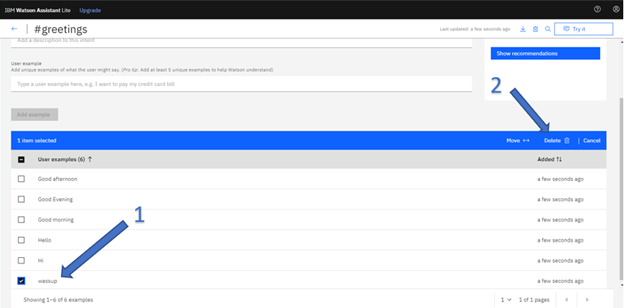 IBM Watson Assistant Lite Upgrade
#greetings
Last updated: a few seconds ago
Try it
Add a description to this intent
Show recommendations
User example
Add unique examples of what the user might say. (Pro tip: Add at least 5 unique examples to help Watson understand)
Type a user example here, e.g. I want to pay my credit card bill
Add example
2
1 item selected Move Delete Cancel
User examples (6) Added
Good afternoon a few seconds ago
Good Evening a few seconds ago
Good morning a few seconds ago
1
Hello a few seconds ago
Hi a few seconds ago
wassup a few seconds ago
Showing 1–6 of 6 examples 1 1 of 1 pages